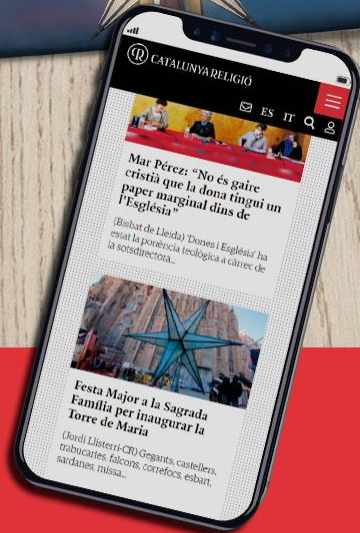 CR CATALUNYARELIGIÓ
ES IT
Mar Pérez: “No és gaire
cristià que la dona tingui un
paper marginal dins de
l'Església”
(Bisbat de Lleida) 'Dones i Església' ha
estat la ponència teològica a càrrec de
la sotsdirectora...
Festa Major a la Sagrada
Família per inaugurar la
Torre de Maria
(Jordi Llisterri-CR) Gegants, castellers,
trabucaires, falcons, correfocs, esbart,
sardanes, missa...